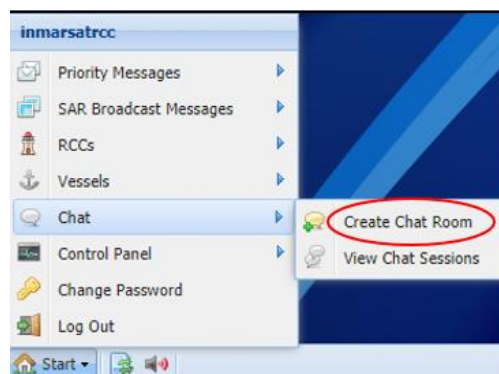 inmarsatrcc
Priority Messages
SAR Broadcast Messages
RCCs
Vessels
Chat
Create Chat Room
Control Panel
View Chat Sessions
Change Password
Log Out
Start